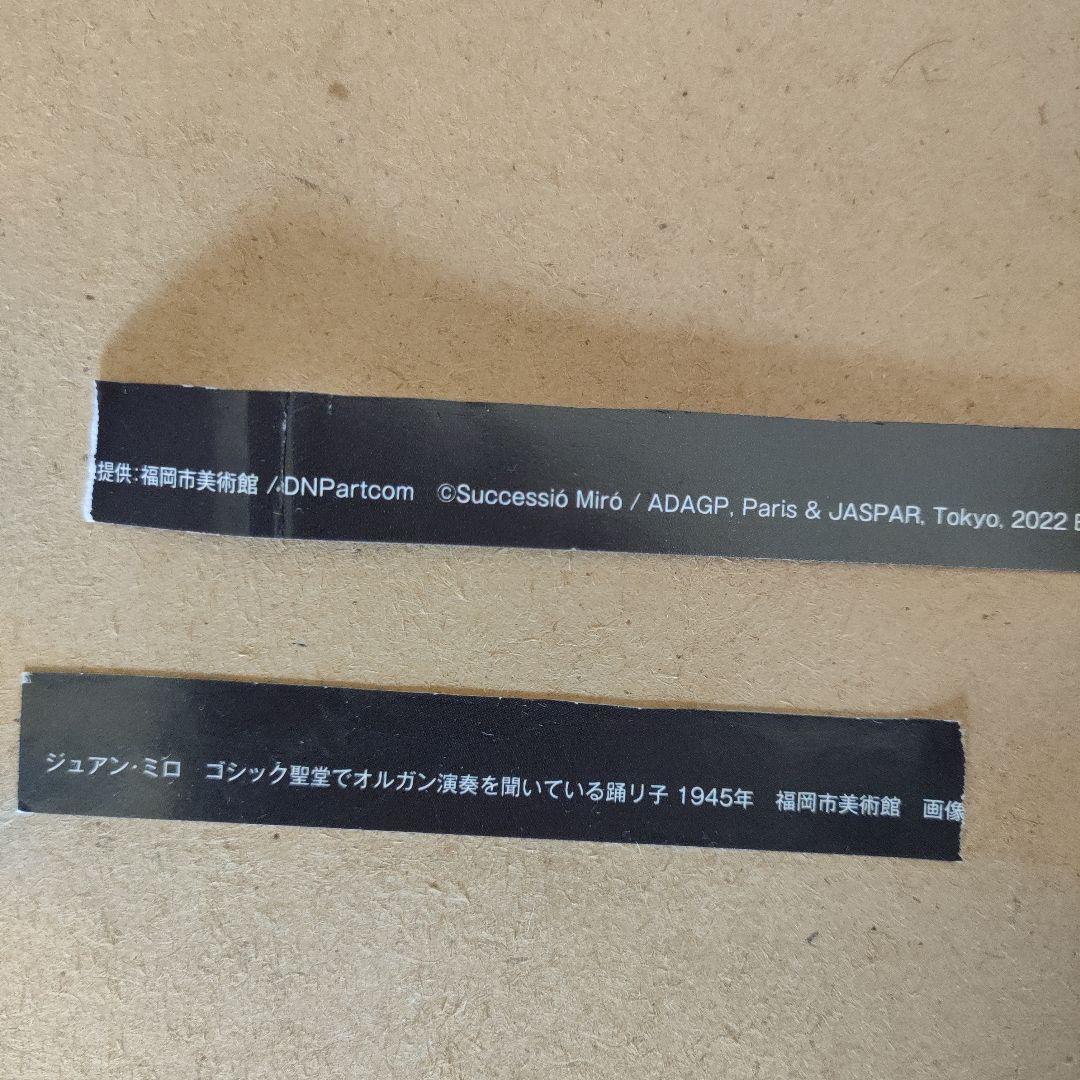 提供:福岡市美術館 / DNPartcom ©Successió Miró / ADAGP, Paris & JASPAR, Tokyo, 2022 E
ジュアン・ミロ ゴシック聖堂でオルガン演奏を聞いている踊り子 1945年 福岡市美術館 画像